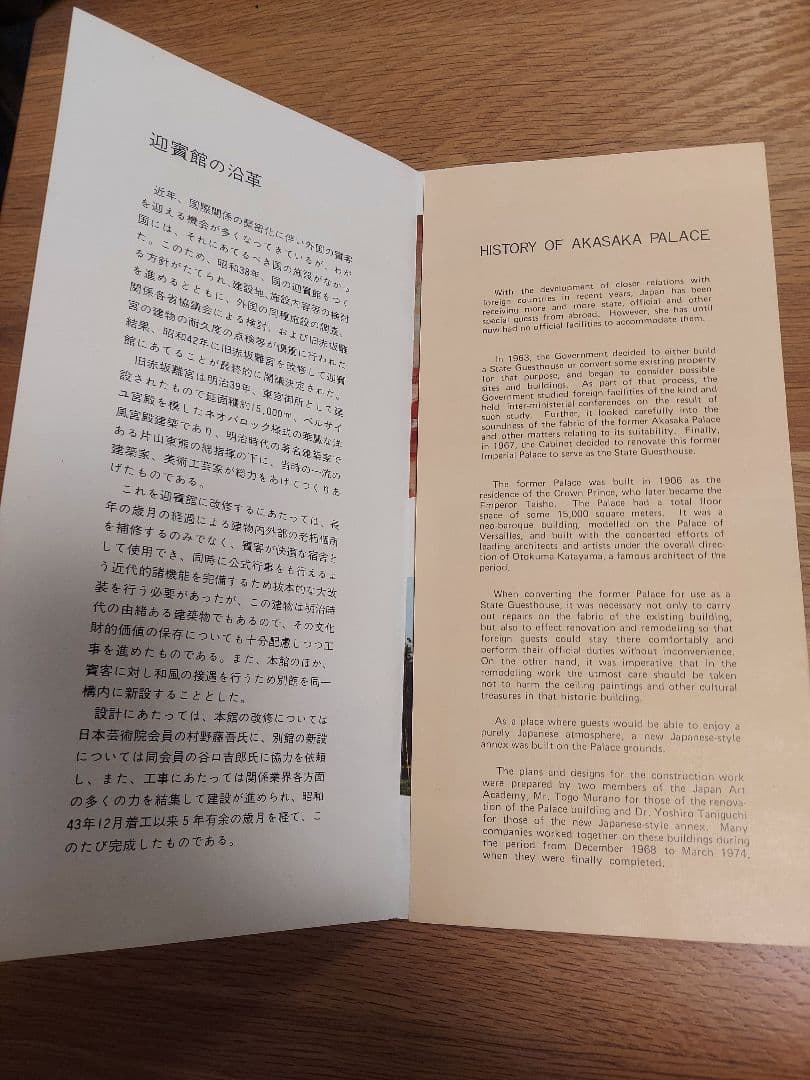 迎賓館の沿革
近年、国際関係の緊密化に伴い外国の賓客
を迎える機会が多くなってきているが、わが
国には、それにあてるべき国の施設がなかっ
た。このため、昭和38年、国の迎賓館をつく
る方針がたてられ、建設地、施設内容等の検討
を進めるとともに、外国の同種施設の調査、
関係各省協議会による検討、および旧赤坂離
宮の建物の耐久度の点検等が慎重に行われた
結果、昭和42年に旧赤坂離宮を改修して迎賓
館にあてることが最終的に閣議決定された。
旧赤坂離宮は明治39年、東宮御所として建
設されたもので延面積約15,000㎡、ベルサイ
ユ宮殿を模したネオバロック様式の華麗な洋
風宮殿建築であり、明治時代の著名建築家で
ある片山東熊の総指揮の下に、当時の一流の
建築家、美術工芸家が総力をあげてつくりあ
げたものである。
これを迎賓館に改修するにあたっては、長
年の歳月の経過による建物内外部の老朽個所
を補修するのみでなく、賓客が快適な宿舎と
して使用でき、同時に公式行事をも行えるよ
う近代的諸機能を完備するため抜本的な大改
装を行う必要があったが、この建物は明治時
代の由緒ある建築物でもあるので、その文化
財的価値の保存についても十分配慮しつつ工
事を進めたものである。また、本館のほか、
賓客に対し和風の接遇を行うため別館を同一
構内に新設することとした。
設計にあたっては、本館の改修については
日本芸術院会員の村野藤吾氏に、別館の新設
については同会員の谷口吉郎氏に協力を依頼
し、また、工事にあたっては関係業界各方面
の多くの力を結集して建設が進められ、昭和
43年12月着工以来5年有余の歳月を経て、こ
のたび完成したものである。
HISTORY OF AKASAKA PALACE
With the development of closer relations with
foreign countries in recent years, Japan has been
receiving more and more state, official and other
special guests from abroad. However, she has until
now had no official facilities to accommodate them.
In 1963, the Government decided to either build
a State Guesthouse or convert some existing property
for that purpose, and began to consider possible
sites and buildings. As part of that process, the
Government studied foreign facilities of the kind and
held inter-ministerial conferences on the result of
such study. Further, it looked carefully into the
soundness of the fabric of the former Akasaka Palace
and other matters relating to its suitability. Finally,
in 1967, the Cabinet decided to renovate this former
Imperial Palace to serve as the State Guesthouse.
The former Palace was built in 1906 as the
residence of the Crown Prince, who later became the
Emperor Taisho. The Palace had a total floor
space of some 15,000 square meters. It was a
neo-baroque building, modelled on the Palace of
Versailles, and built with the concerted efforts of
leading architects and artists under the overall direc-
tion of Otokuma Katayama, a famous architect of the
period.
When converting the former Palace for use as a
State Guesthouse, it was necessary not only to carry
out repairs on the fabric of the existing building,
but also to effect renovation and remodeling so that
foreign guests could stay there comfortably and
perform their official duties without inconvenience.
On the other hand, it was imperative that in the
remodeling work the utmost care should be taken
not to harm the ceiling paintings and other cultural
treasures in that historic building.
As a place where guests would be able to enjoy a
purely Japanese atmosphere, a new Japanese-style
annex was built on the Palace grounds.
The plans and designs for the construction work
were prepared by two members of the Japan Art
Academy, Mr. Togo Murano for those of the renova-
tion of the Palace building and Dr. Yoshiro Taniguchi
for those of the new Japanese-style annex. Many
companies worked together on these buildings during
the period from December 1968 to March 1974,
when they were finally completed.